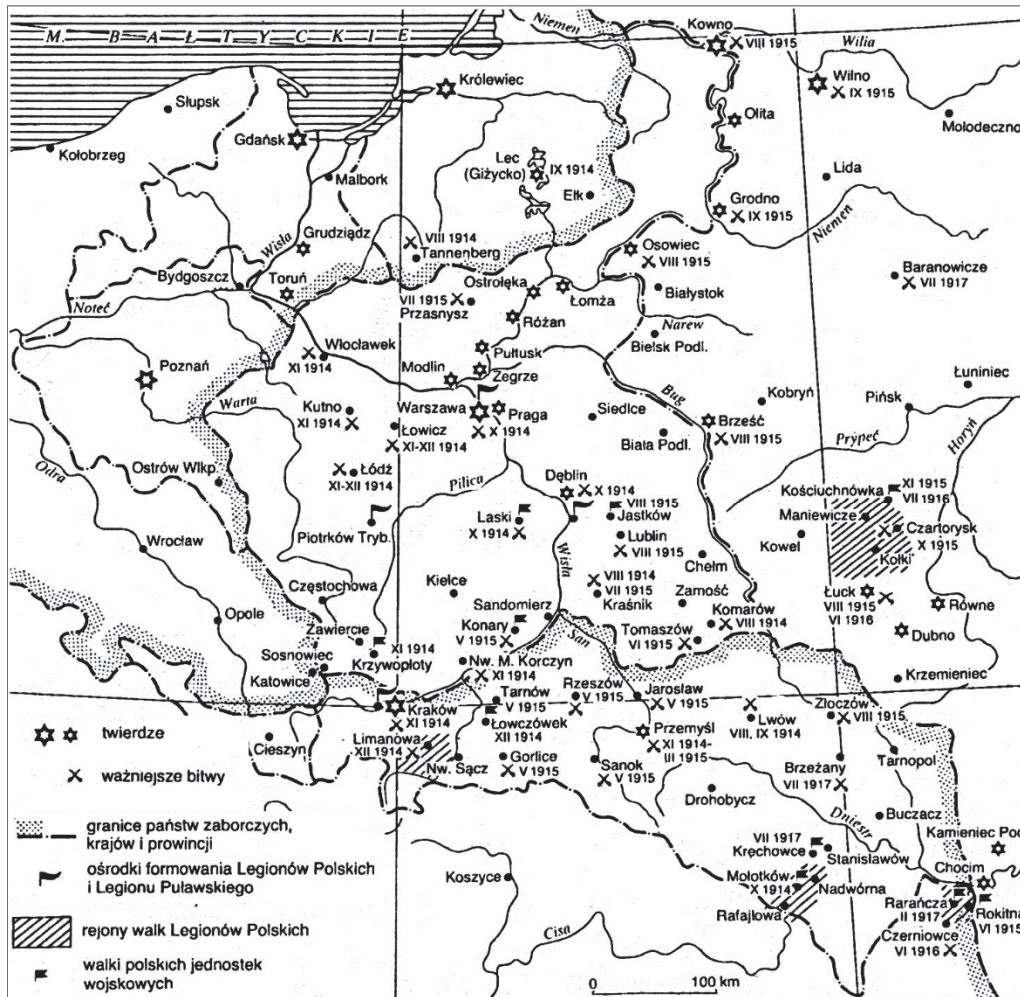 M. B A Ł T Y C K I E
Niemen
Kowno
VIII 1915
Wilia
Wilno
IX 1915
Słupsk
Królewiec
Gdańsk
Olita
Mołodeczno
Kołobrzeg
Malbork
Lec
(Giżycko)
IX 1914
Ełk
Lida
Grodno
IX 1915
Niemen
Grudziądz
Wisła
VIII 1914
Tannenberg
Osowiec
VIII 1915
Bydgoszcz
Toruń
Ostrołęka
Łomża
Białystok
Baranowicze
VII 1917
Noteć
VII 1915
Przasnysz
Różan
Narew
Bielsk Podl.
Włocławek
XI 1914
Pułtusk
Poznań
Modlin
Zegrze
Bug
Łuniniec
Warta
Kutno
XI 1914
Warszawa
X 1914
Praga
Siedlce
Kobryń
Pińsk
Łowicz
XI-XII 1914
Biała Podl.
Brześć
VIII 1915
Prypeć
Horyń
Odra
Ostrów Wlkp.
Łódź
XI-XII 1914
Pilica
Dęblin
X 1914
VIII 1915
Jastków
Kościuchnówka
XI 1915
VII 1916
Piotrków Tryb.
Laski
X 1914
Lublin
VIII 1915
Maniewicze
Czartorysk
X 1915
Wrocław
Wisła
Chełm
Kowel
Kołki
Częstochowa
Kielce
VIII 1914
VII 1915
Kraśnik
Zamość
Łuck
VIII 1915
VI 1916
Równe
Opole
Sandomierz
Komarów
VIII 1914
Dubno
Zawiercie
XI 1914
Krzywopłoty
Konary
V 1915
San
Tomaszów
VI 1915
Sosnowiec
Katowice
Nw. M. Korczyn
XI 1914
Krzemieniec
Kraków
XI 1914
Tarnów
V 1915
Rzeszów
V 1915
Jarosław
V 1915
Lwów
VIII, IX 1914
Złoczów
VIII 1915
twierdze
Cieszyn
Limanowa
XII 1914
Łowczówek
XII 1914
Przemyśl
XI 1914-
III 1915
Tarnopol
ważniejsze bitwy
Nw. Sącz
Gorlice
V 1915
Sanok
V 1915
Brzeżany
VII 1917
Drohobycz
Buczacz
granice państw zaborczych,
krajów i prowincji
Dniestr
Kamieniec Pod.
ośrodki formowania Legionów Polskich
i Legionu Puławskiego
Koszyce
VII 1917
Kręchowce
Stanisławów
Chocim
Mołotków
X 1914
Nadwórna
rejony walk Legionów Polskich
Rafajłowa
Rarańcza
II 1917
Rokitna
VI 1915
Cisa
Czerniowce
VI 1916
walki polskich jednostek
wojskowych
0 100 km